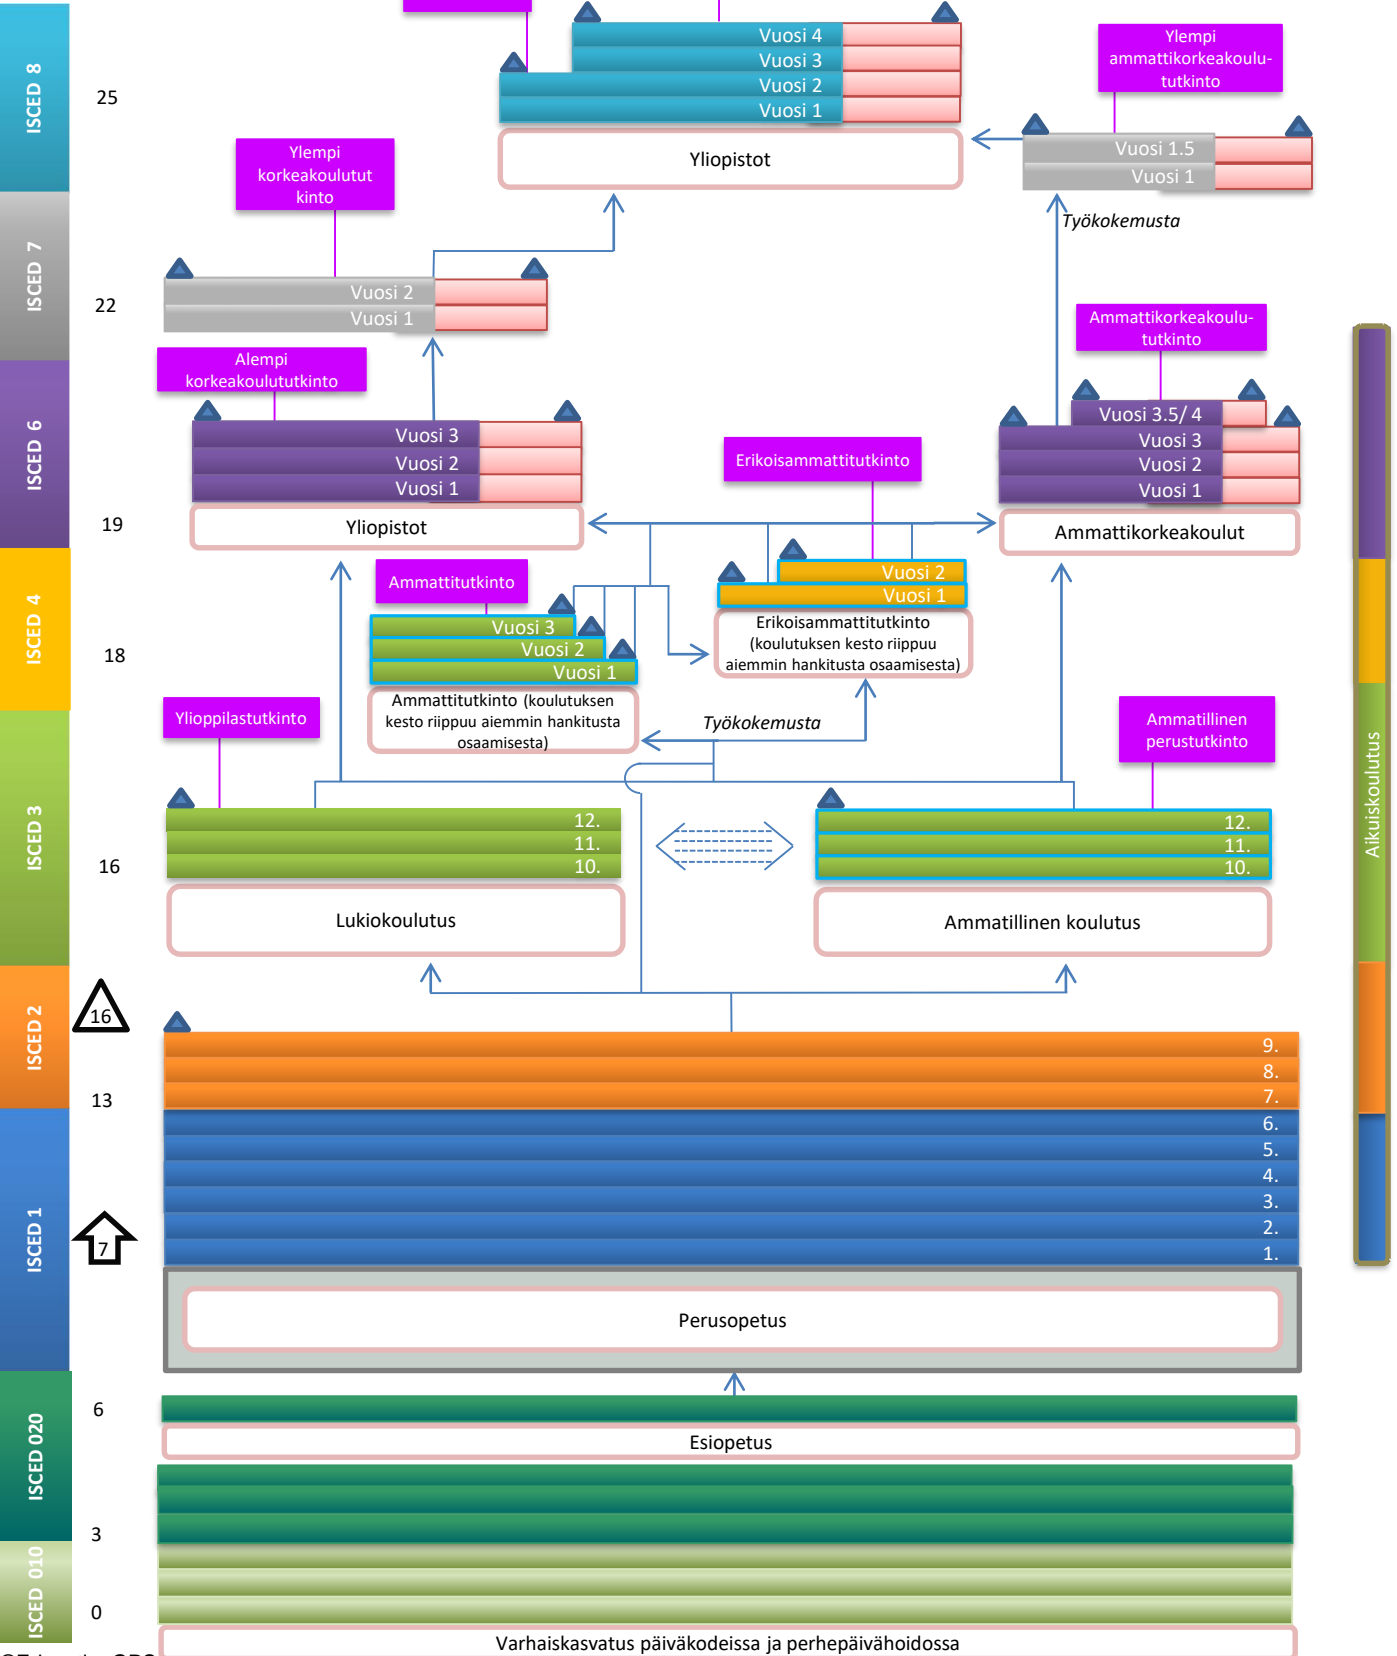 ISCED 8
25
Vuosi 4
Vuosi 3
Vuosi 2
Vuosi 1
Yliopistot
Ylempi
ammattikorkeakoulu-
tutkinto
Vuosi 1.5
Vuosi 1
Työkokemusta
Ylempi
korkeakoulutut
kinto
ISCED 7
22
Vuosi 2
Vuosi 1
Alempi
korkeakoulututkinto
Ammattikorkeakoulu-
tutkinto
ISCED 6
19
Vuosi 3
Vuosi 2
Vuosi 1
Yliopistot
Erikoisammattitutkinto
Vuosi 3.5/ 4
Vuosi 3
Vuosi 2
Vuosi 1
Ammattikorkeakoulut
ISCED 4
18
Ammattitutkinto
Vuosi 3
Vuosi 2
Vuosi 1
Ammattitutkinto (koulutuksen
kesto riippuu aiemmin hankitusta
osaamisesta)
Vuosi 2
Vuosi 1
Erikoisammattitutkinto
(koulutuksen kesto riippuu
aiemmin hankitusta osaamisesta)
Työkokemusta
Ylioppilastutkinto
Ammatillinen
perustutkinto
ISCED 3
16
12.
11.
10.
Lukiokoulutus
12.
11.
10.
Ammatillinen koulutus
Aikuiskoulutus
ISCED 2
16
13
9.
8.
7.
ISCED 1
7
6.
5.
4.
3.
2.
1.
Perusopetus
ISCED 020
6
Esiopetus
3
ISCED 010
0
Varhaiskasvatus päiväkodeissa ja perhepäivähoidossa